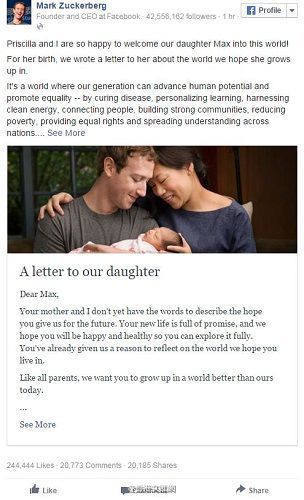 Mark Zuckerberg
Founder and CEO at Facebook · 42,556,162 followers · 1 hr ·
Profile
Priscilla and I are so happy to welcome our daughter Max into this world!
For her birth, we wrote a letter to her about the world we hope she grows
up in.
It's a world where our generation can advance human potential and
promote equality -- by curing disease, personalizing learning, harnessing
clean energy, connecting people, building strong communities, reducing
poverty, providing equal rights and spreading understanding across
nations.... See More
A letter to our daughter
Dear Max,
Your mother and I don't yet have the words to describe the hope
you give us for the future. Your new life is full of promise, and we
hope you will be happy and healthy so you can explore it fully.
You've already given us a reason to reflect on the world we hope you
live in.
Like all parents, we want you to grow up in a world better than ours
today.
...
See More
244,444 Likes · 20,773 Comments · 20,185 Shares
Like
Share